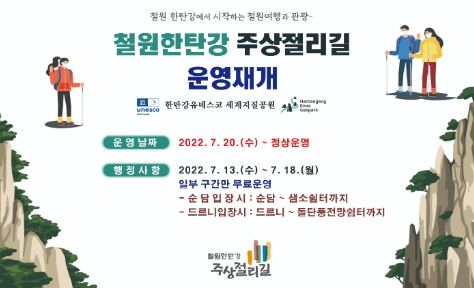 철원 한탄강에서 시작하는 철원여행과 관광~
철원한탄강 주상절리길
운영재개
unesco
한탄강유네스코 세계지질공원
Hantangang
River
Geopark
운영날짜
2022. 7. 20.(수) ~ 정상운영
행정사항
2022. 7. 13.(수) ~ 7. 18.(월)
일부 구간만 무료운영
- 순담입장시 : 순담 ~ 샘소쉼터까지
- 드르니입장시 : 드르니 ~ 돌단풍전망쉼터까지
철원한탄강
주상절리길